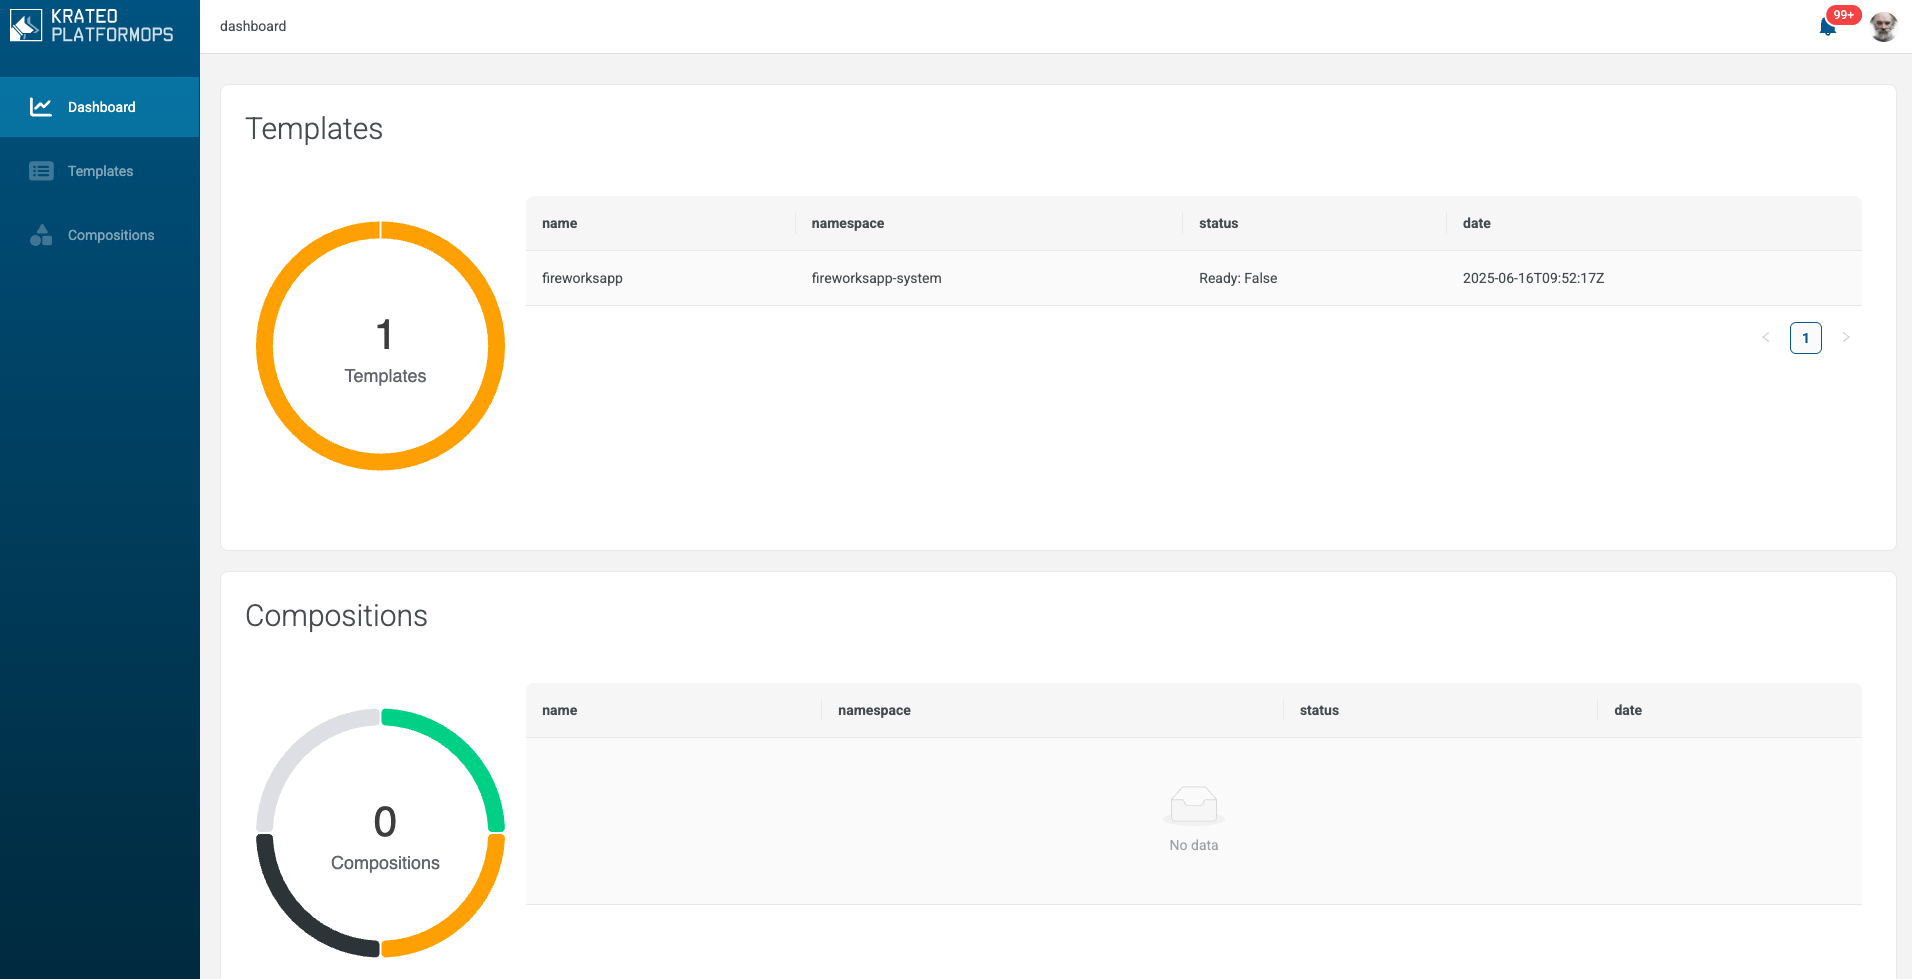 KRATEO
PLATFORMOPS
dashboard
99+
Dashboard
Templates
Compositions
Templates
1
Templates
name namespace status date
fireworksapp fireworksapp-system Ready: False 2025-06-16T09:52:17Z
< 1 >
Compositions
0
Compositions
name namespace status date
No data